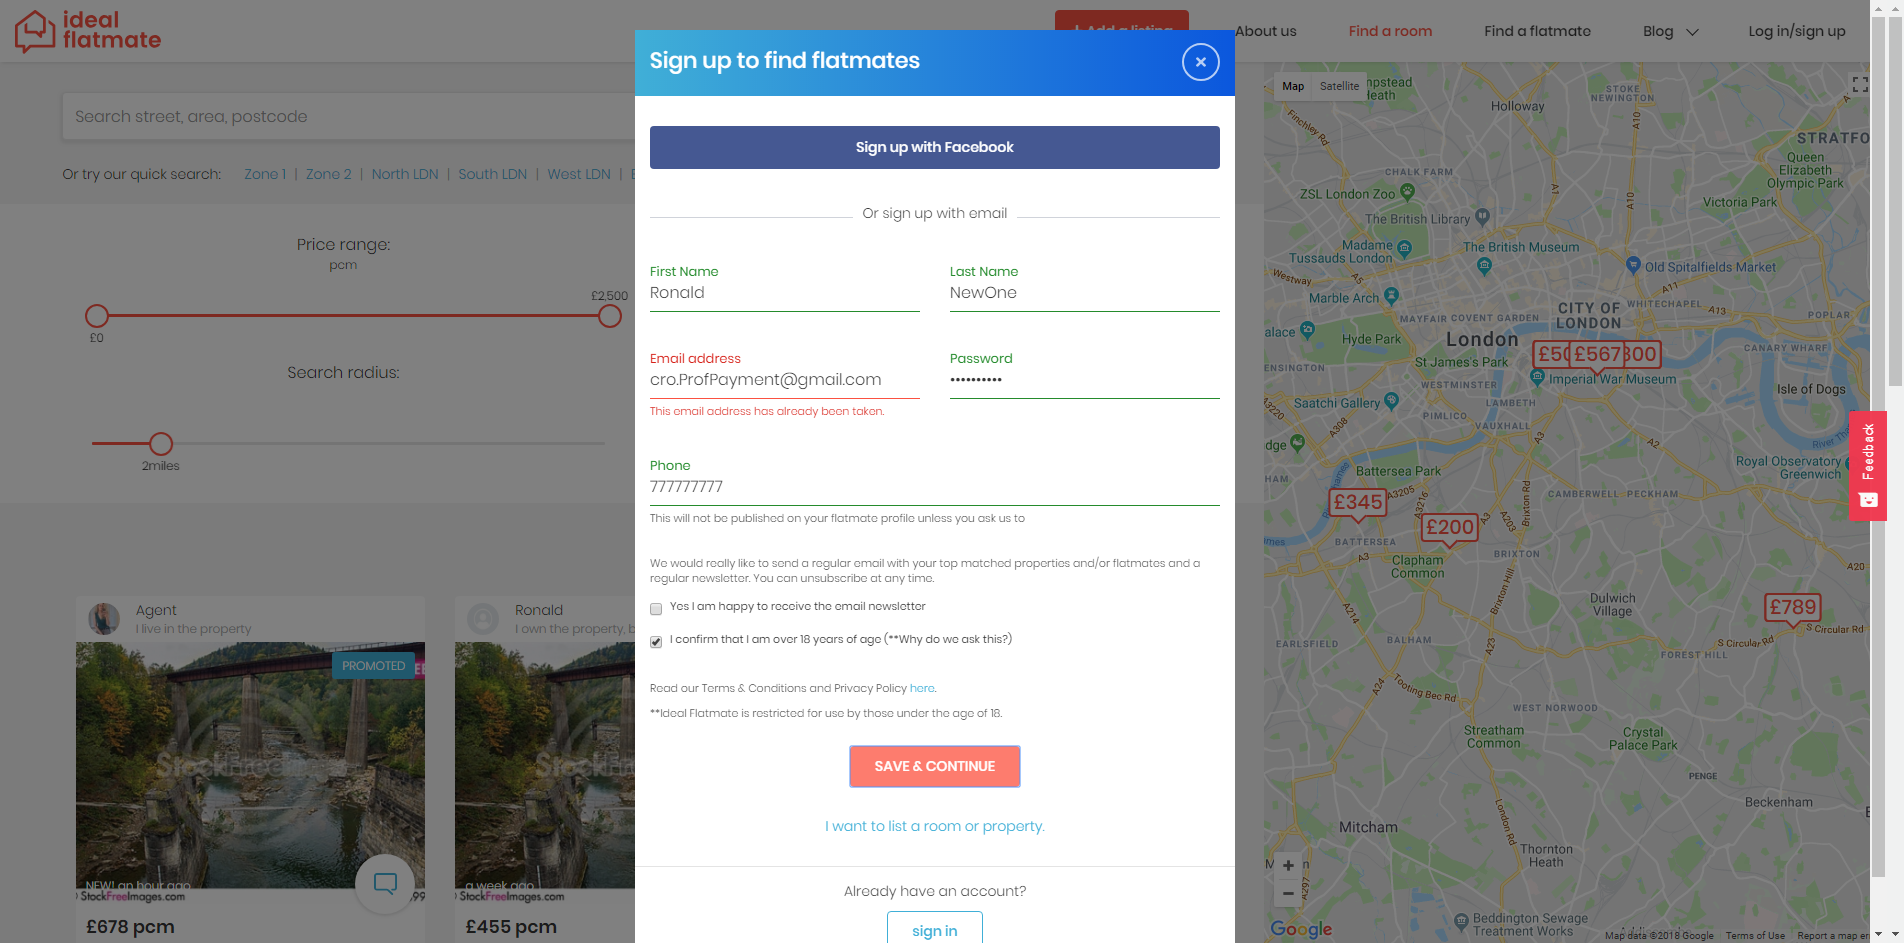 ideal
flatmate
Add a listing
About us
Find a room
Find a flatmate
Blog
Log in/sign up
Search street, area, postcode
Or try our quick search: Zone 1 | Zone 2 | North LDN | South LDN | West LDN |
Price range:
pcm
£2,500
£0
Search radius:
2miles
Agent
I live in the property
PROMOTED
StockFree
NEW! an hour ago
StockFreeImages.com
£678 pcm
Ronald
I own the property, b
a week ago
StockFreeImages.com
£455 pcm
Sign up to find flatmates
×
Sign up with Facebook
Or sign up with email
First Name
Ronald
Last Name
NewOne
Email address
cro.ProfPayment@gmail.com
This email address has already been taken.
Password
••••••••••
Phone
777777777
This will not be published on your flatmate profile unless you ask us to
We would really like to send a regular email with your top matched properties and/or flatmates and a
regular newsletter. You can unsubscribe at any time.
Yes I am happy to receive the email newsletter
I confirm that I am over 18 years of age (**Why do we ask this?)
Read our Terms & Conditions and Privacy Policy here.
**Ideal Flatmate is restricted for use by those under the age of 18.
SAVE & CONTINUE
I want to list a room or property.
Already have an account?
sign in
Map
Satellite
mpstead
Heath
Holloway
STOKE
NEWINGTON
Finchley Rd
A10
STRATFO
Queen
Elizabeth
Olympic Park
CHALK FARM
ZSL London Zoo
A1
A10
Victoria Park
The British Library
Madame
Tussauds London
The British Museum
Old Spitalfields Market
Westway
A11
Marble Arch
CITY OF
LONDON
WHITECHAPEL
A13
POPLAR
MAYFAIR
COVENT GARDEN
alace
Hyde Park
London
St James's Park
£567
CANARY WHARF
ENSINGTON
WESTMINSTER
Imperial War Museum
Isle of Dogs
Saatchi Gallery
LAMBETH
PIMLICO
VAUXHALL
A308
A3
A2
River Th
dge
Battersea Park
Royal Observatory
Greenwich
HAM
A3205
A3216
CAMBERWELL
PECKHAM
£345
£200
Brixton Rd
A203
A3
BATTERSEA
A3
BRIXTON
Clapham
Common
Brixton Hill
Dulwich
Village
£789
S Circular Rd
S Circular Rd
EARLSFIELD
BALHAM
FOREST HILL
A23
A24
Tooting Bec Rd
WEST NORWOOD
Streatham
Common
Crystal
Palace Park
PENGE
Beckenham
London Rd
Mitcham
Thornton
Heath
A297
Beddington Sewage
Treatment Works
Google
Map data ©2018 Google
Terms of Use
Report a map er
Feedback